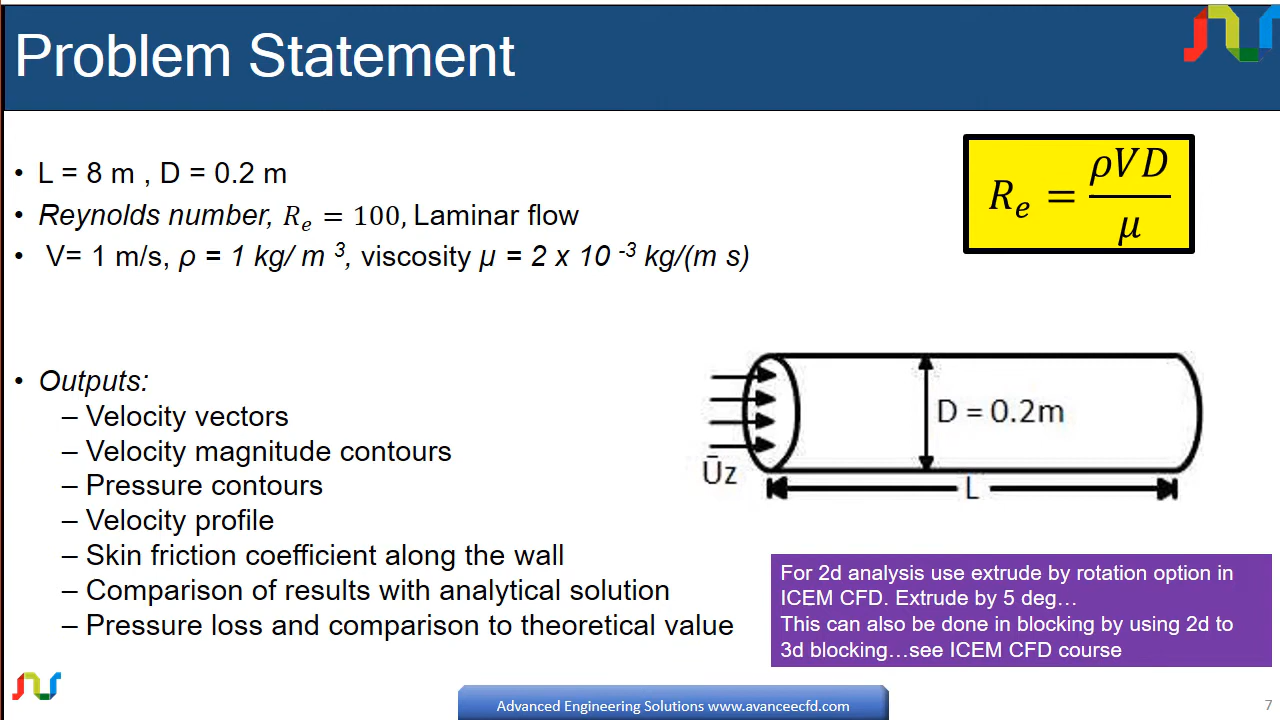 Problem Statement
• L = 8 m , D = 0.2 m
• Reynolds number, Rₑ = 100, Laminar flow
• V= 1 m/s, ρ = 1 kg/ m ³, viscosity μ = 2 x 10 ⁻³ kg/(m s)
Rₑ = ρVD / μ
• Outputs:
– Velocity vectors
– Velocity magnitude contours
– Pressure contours
– Velocity profile
– Skin friction coefficient along the wall
– Comparison of results with analytical solution
– Pressure loss and comparison to theoretical value
D = 0.2m
Ūz
L
For 2d analysis use extrude by rotation option in
ICEM CFD. Extrude by 5 deg…
This can also be done in blocking by using 2d to
3d blocking…see ICEM CFD course
Advanced Engineering Solutions www.avanceecfd.com
7